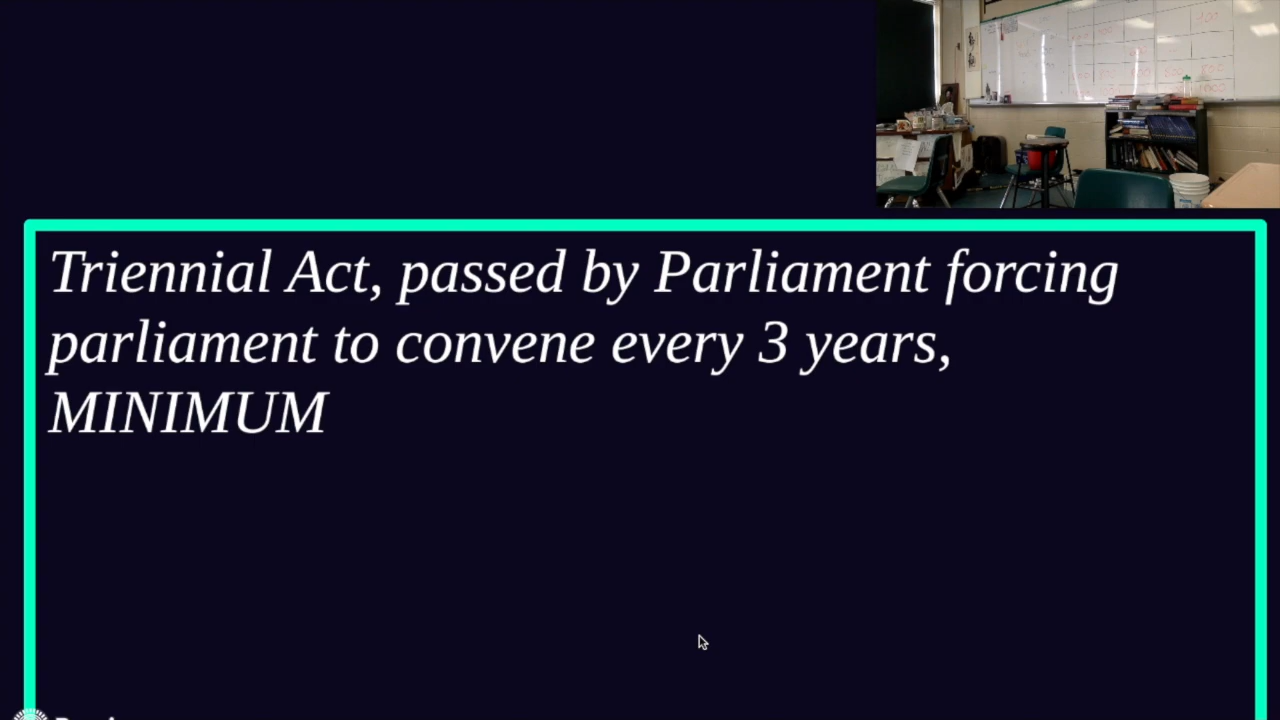 Triennial Act, passed by Parliament forcing
parliament to convene every 3 years,
MINIMUM